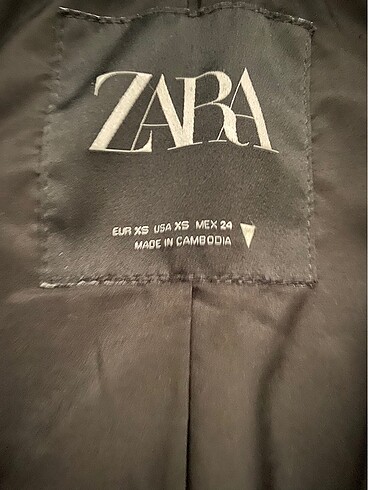 ZARA
EUR XS USA XS MEX 24
MADE IN CAMBODIA